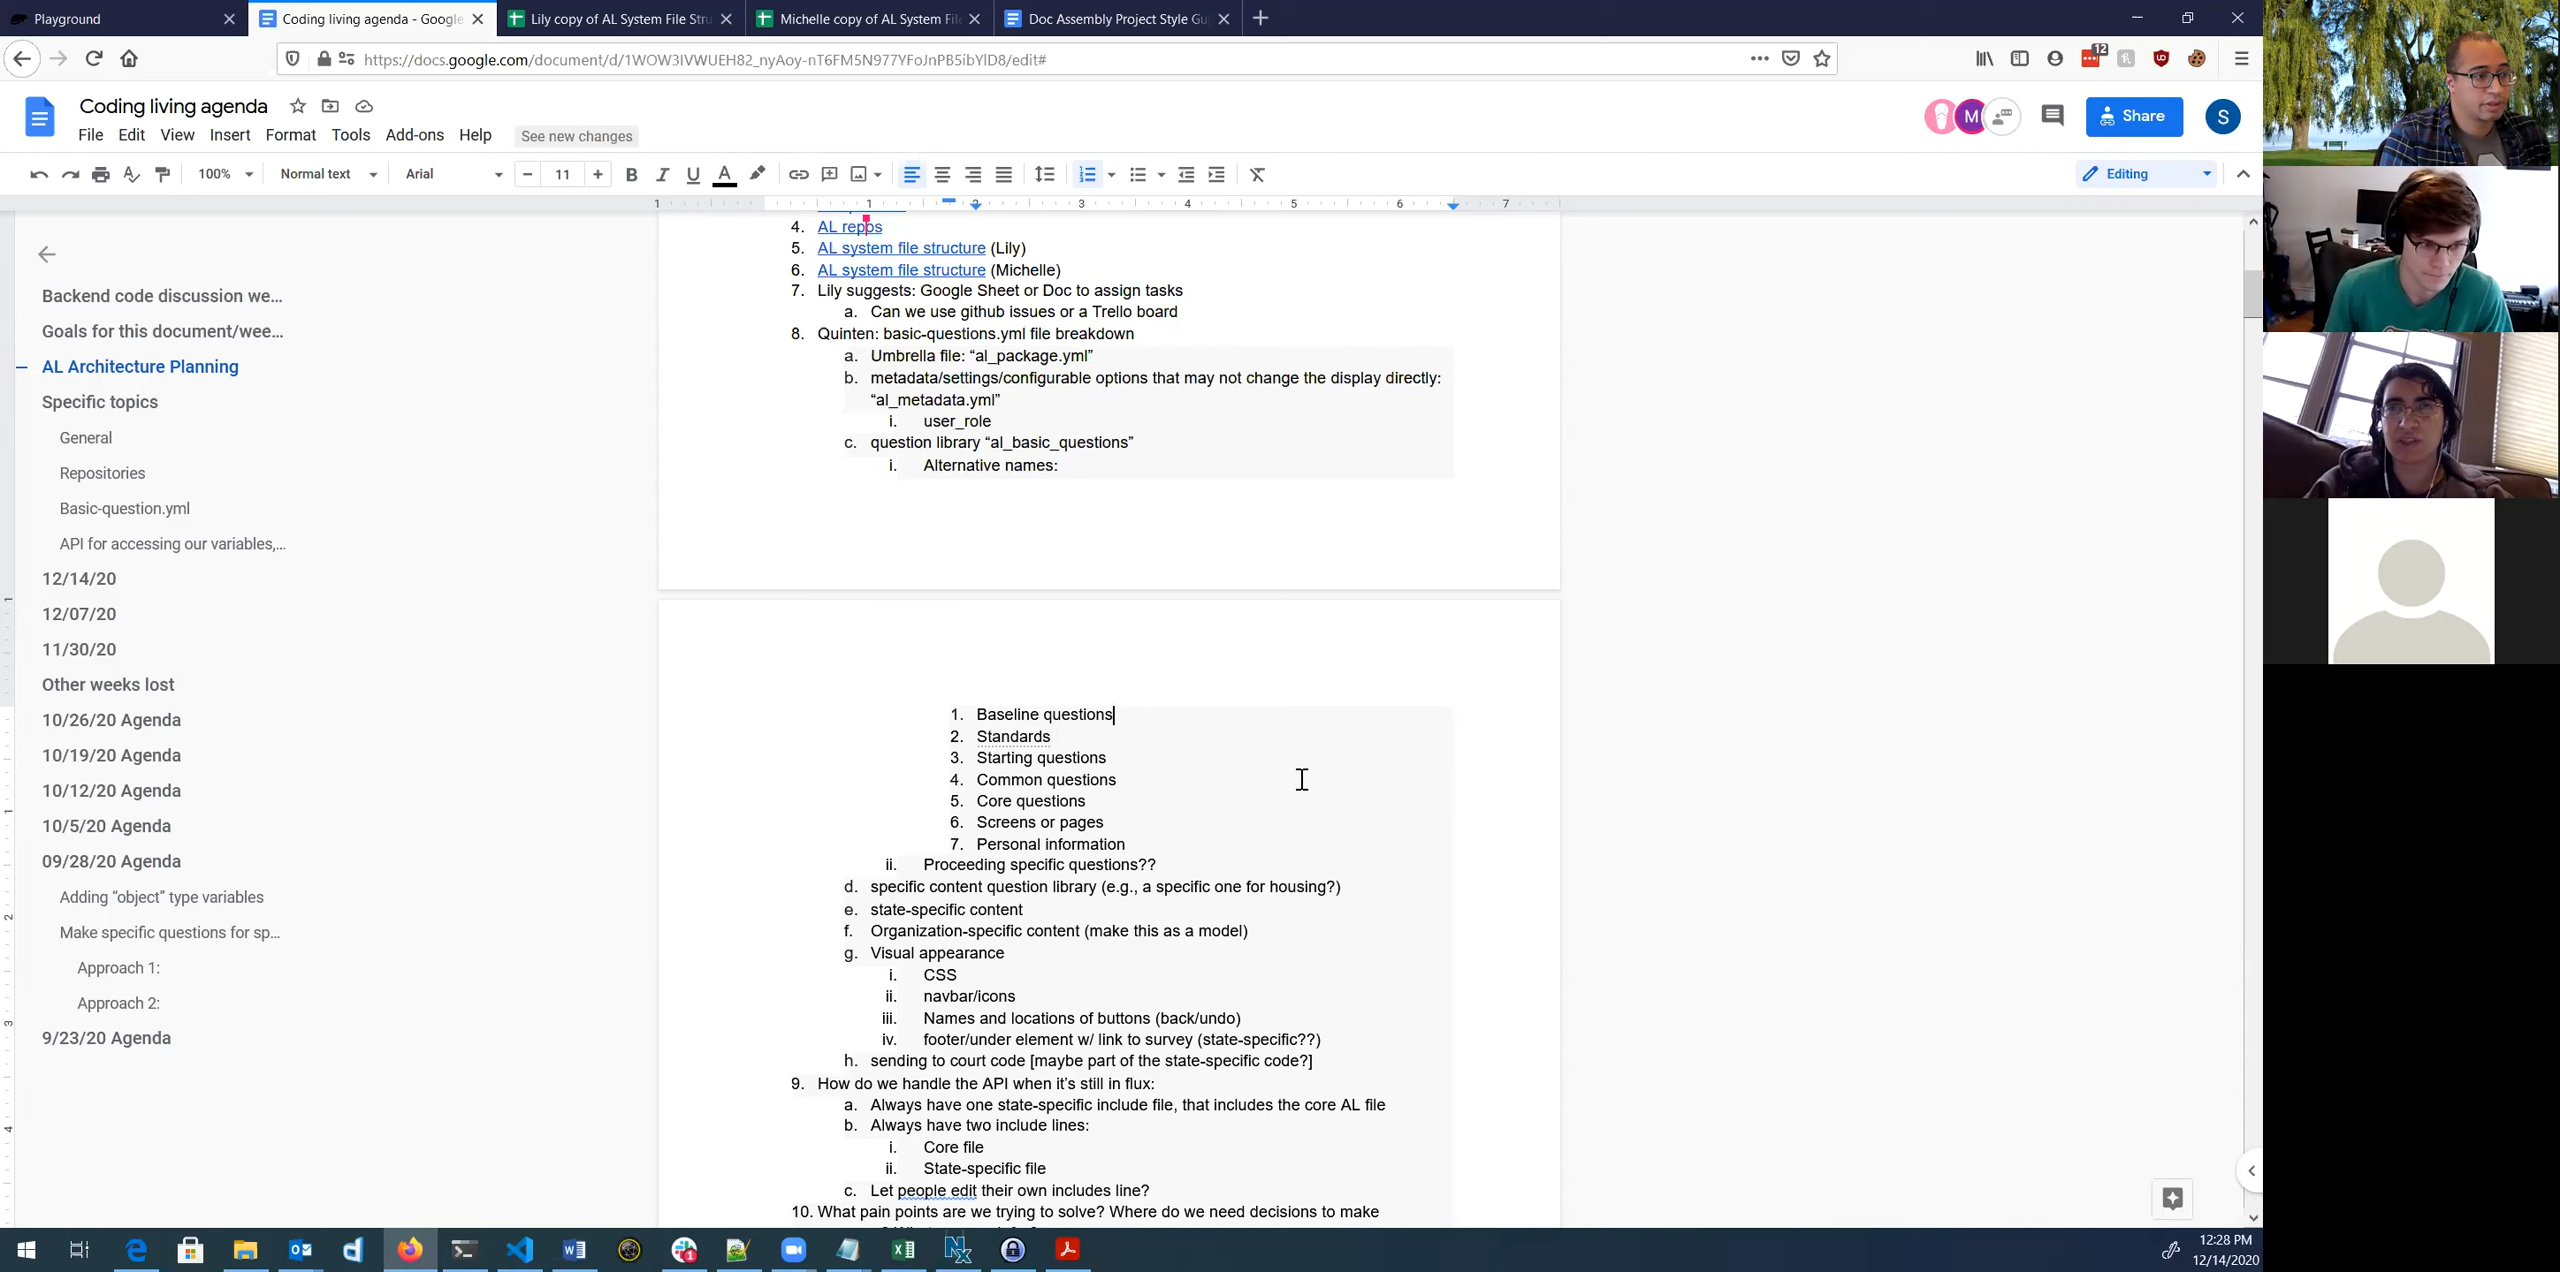 Playground
Coding living agenda - Google
Lily copy of AL System File Stru
Michelle copy of AL System Fil
Doc Assembly Project Style Gu
https://docs.google.com/document/d/1WOW3IVWUEH82_nyAoy-nT6FM5N977YFoJnPB5ibYlD8/edit#
12
Coding living agenda
File Edit View Insert Format Tools Add-ons Help See new changes
M
Share
S
100% Normal text Arial 11 Editing
1 1 2 3 4 5 6 7
Backend code discussion we...
Goals for this document/wee...
AL Architecture Planning
Specific topics
General
Repositories
Basic-question.yml
API for accessing our variables,...
12/14/20
12/07/20
11/30/20
Other weeks lost
10/26/20 Agenda
10/19/20 Agenda
10/12/20 Agenda
10/5/20 Agenda
09/28/20 Agenda
Adding “object” type variables
Make specific questions for sp...
Approach 1:
Approach 2:
9/23/20 Agenda
1
1
2
3
4
4. AL repos
5. AL system file structure (Lily)
6. AL system file structure (Michelle)
7. Lily suggests: Google Sheet or Doc to assign tasks
a. Can we use github issues or a Trello board
8. Quinten: basic-questions.yml file breakdown
a. Umbrella file: “al_package.yml”
b. metadata/settings/configurable options that may not change the display directly:
“al_metadata.yml”
i. user_role
c. question library “al_basic_questions”
i. Alternative names:
1. Baseline questions
2. Standards
3. Starting questions
4. Common questions
5. Core questions
6. Screens or pages
7. Personal information
ii. Proceeding specific questions??
d. specific content question library (e.g., a specific one for housing?)
e. state-specific content
f. Organization-specific content (make this as a model)
g. Visual appearance
i. CSS
ii. navbar/icons
iii. Names and locations of buttons (back/undo)
iv. footer/under element w/ link to survey (state-specific??)
h. sending to court code [maybe part of the state-specific code?]
9. How do we handle the API when it’s still in flux:
a. Always have one state-specific include file, that includes the core AL file
b. Always have two include lines:
i. Core file
ii. State-specific file
c. Let people edit their own includes line?
10. What pain points are we trying to solve? Where do we need decisions to make
12:28 PM
12/14/2020